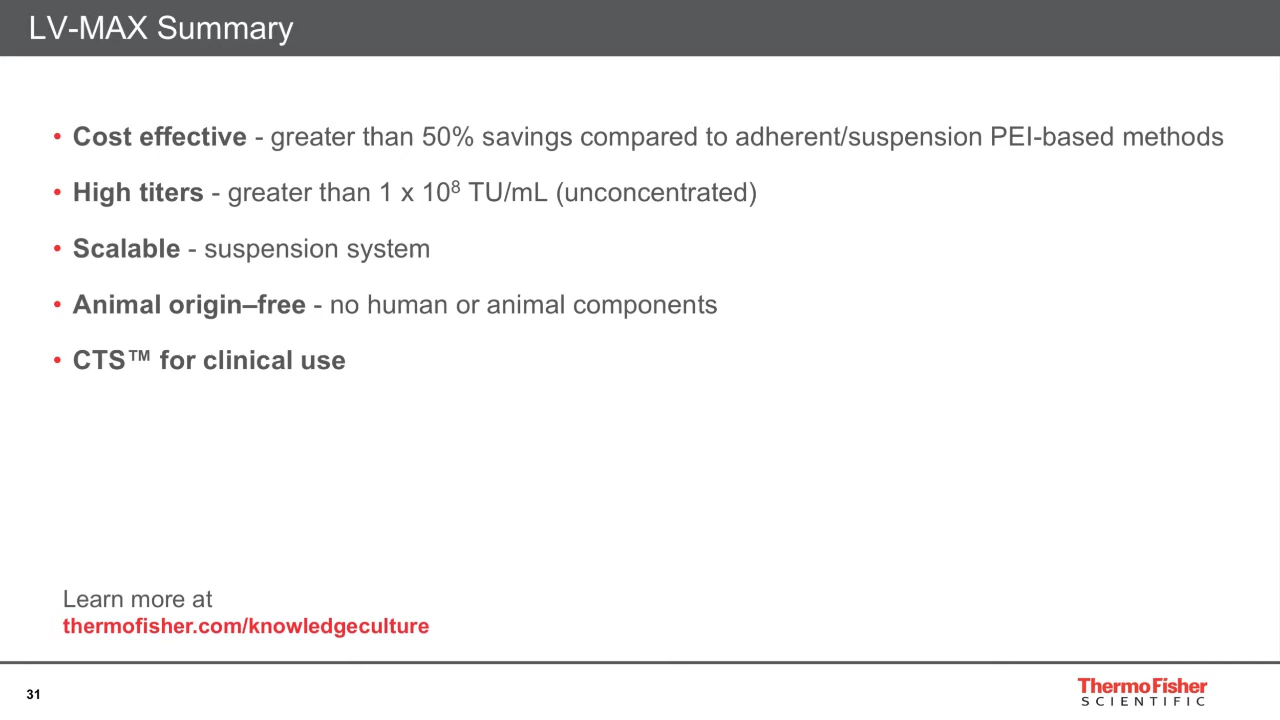 LV-MAX Summary
• Cost effective - greater than 50% savings compared to adherent/suspension PEI-based methods
• High titers - greater than 1 x 10⁸ TU/mL (unconcentrated)
• Scalable - suspension system
• Animal origin–free - no human or animal components
• CTS™ for clinical use
Learn more at
thermofisher.com/knowledgeculture
31
ThermoFisher
SCIENTIFIC